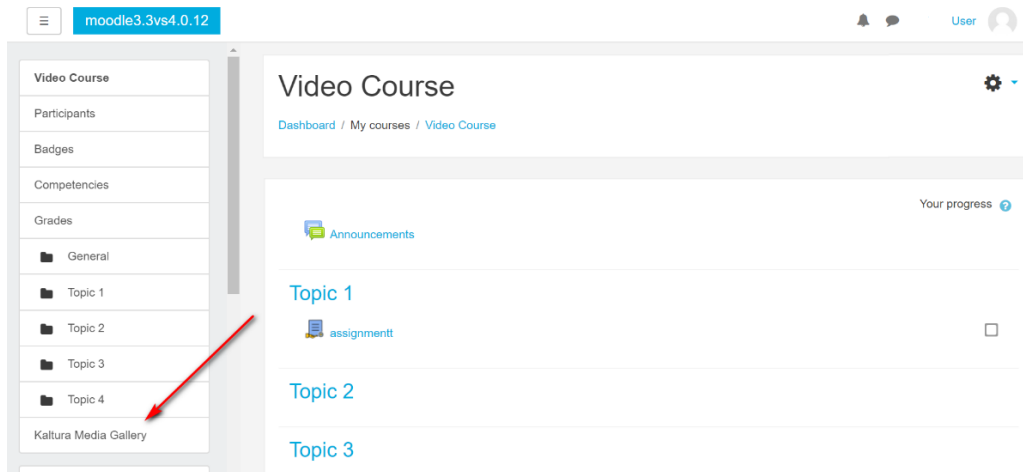 moodle3.3vs4.0.12
User
Video Course
Participants
Badges
Competencies
Grades
General
Topic 1
Topic 2
Topic 3
Topic 4
Kaltura Media Gallery
Video Course
Dashboard / My courses / Video Course
Your progress ?
Announcements
Topic 1
assignmentt
Topic 2
Topic 3